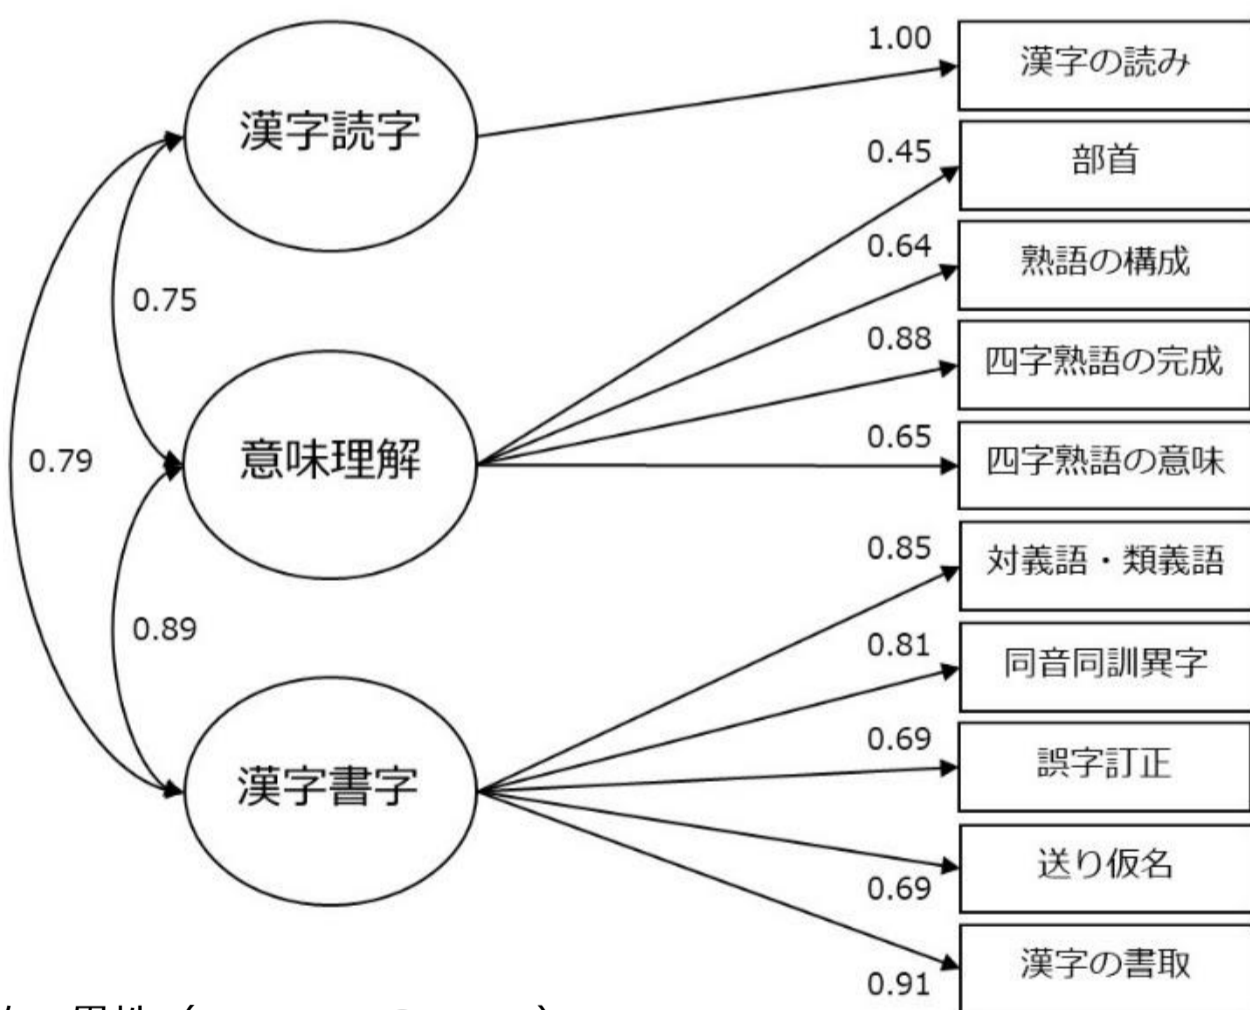 1.00
漢字の読み
漢字読字
0.45
部首
0.64
熟語の構成
0.75
0.88
四字熟語の完成
0.79
意味理解
0.65
四字熟語の意味
0.85
対義語・類義語
0.89
0.81
同音同訓異字
0.69
誤字訂正
漢字書字
0.69
送り仮名
0.91
漢字の書取